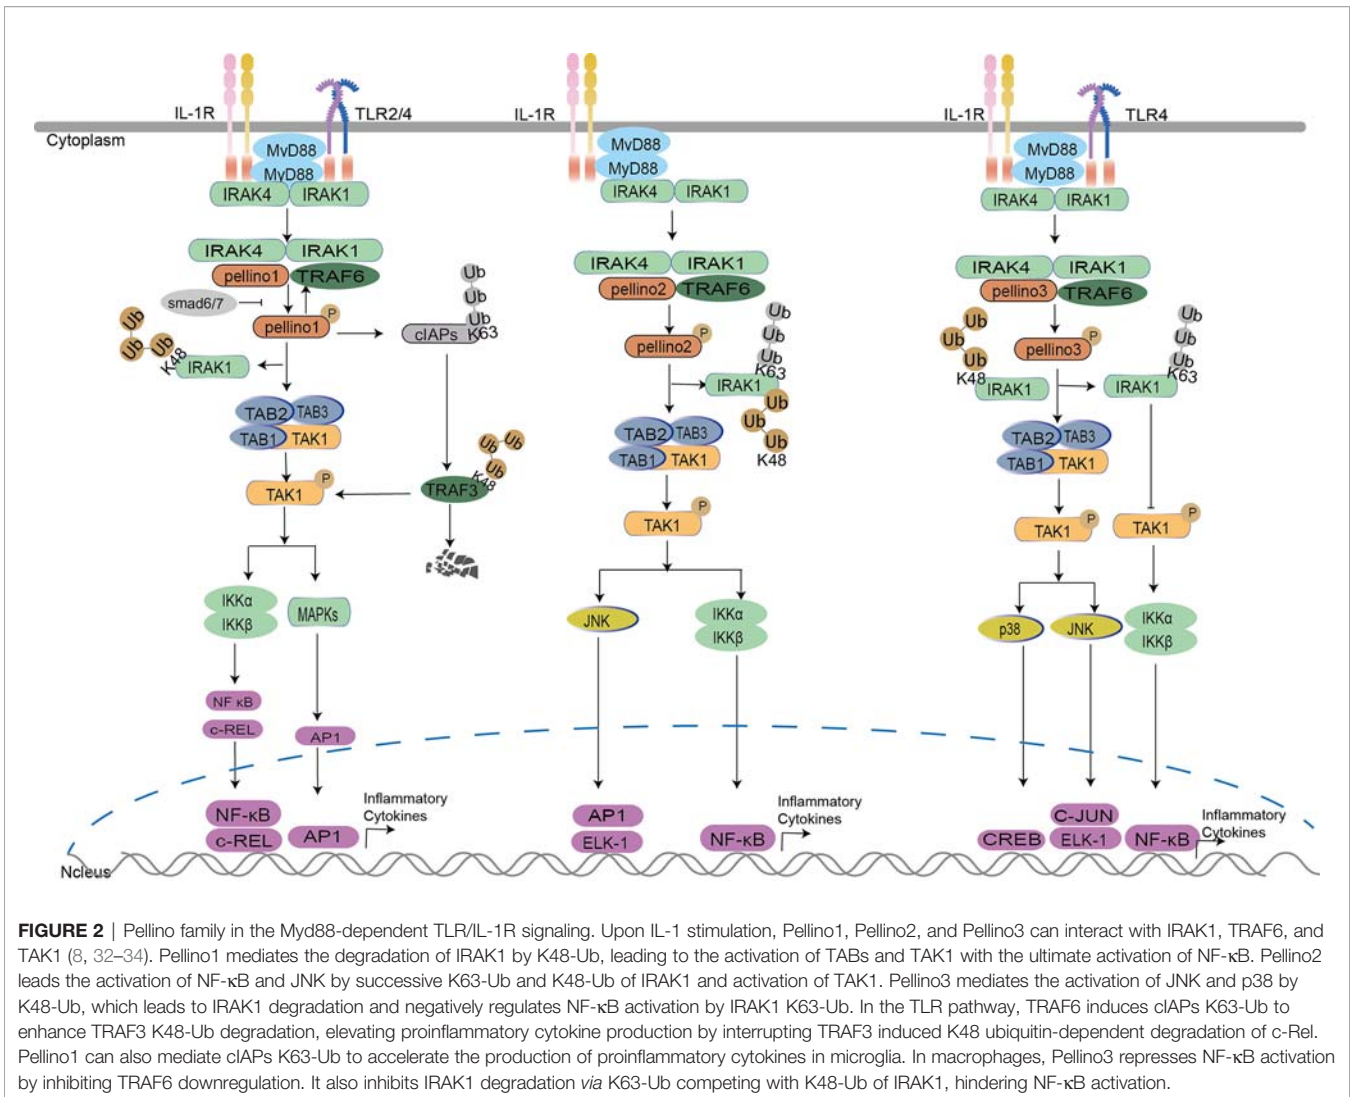 IL-1R
TLR2/4
IL-1R
IL-1R
TLR4
Cytoplasm
MyD88
MyD88
IRAK4 IRAK1
IRAK4 IRAK1
pellino1 TRAF6
smad6/7
pellino1 P
Ub
Ub
Ub
cIAPs K63
Ub
Ub Ub
K48
IRAK1
TAB2 TAB3
TAB1 TAK1
TAK1 P
Ub Ub
Ub
K48
TRAF3
IKKα
IKKβ
MAPKs
NF κB
c-REL
AP1
NF-κB
c-REL
AP1
Inflammatory
Cytokines
MyD88
MyD88
IRAK4 IRAK1
IRAK4 IRAK1
pellino2 TRAF6
pellino2 P
Ub
Ub
Ub
K63
IRAK1
Ub
Ub
Ub
K48
TAB2 TAB3
TAB1 TAK1
TAK1 P
JNK
IKKα
IKKβ
AP1
ELK-1
NF-κB
Inflammatory
Cytokines
MyD88
MyD88
IRAK4 IRAK1
IRAK4 IRAK1
pellino3 TRAF6
pellino3 P
Ub
Ub
Ub
K48
IRAK1
Ub
Ub
Ub
K63
IRAK1
TAB2 TAB3
TAB1 TAK1
TAK1 P
TAK1 P
p38
JNK
IKKα
IKKβ
CREB
C-JUN
ELK-1
NF-κB
Inflammatory
Cytokines
Ncleus
FIGURE 2 | Pellino family in the Myd88-dependent TLR/IL-1R signaling. Upon IL-1 stimulation, Pellino1, Pellino2, and Pellino3 can interact with IRAK1, TRAF6, and
TAK1 (8, 32–34). Pellino1 mediates the degradation of IRAK1 by K48-Ub, leading to the activation of TABs and TAK1 with the ultimate activation of NF-κB. Pellino2
leads the activation of NF-κB and JNK by successive K63-Ub and K48-Ub of IRAK1 and activation of TAK1. Pellino3 mediates the activation of JNK and p38 by
K48-Ub, which leads to IRAK1 degradation and negatively regulates NF-κB activation by IRAK1 K63-Ub. In the TLR pathway, TRAF6 induces cIAPs K63-Ub to
enhance TRAF3 K48-Ub degradation, elevating proinflammatory cytokine production by interrupting TRAF3 induced K48 ubiquitin-dependent degradation of c-Rel.
Pellino1 can also mediate cIAPs K63-Ub to accelerate the production of proinflammatory cytokines in microglia. In macrophages, Pellino3 represses NF-κB activation
by inhibiting TRAF6 downregulation. It also inhibits IRAK1 degradation via K63-Ub competing with K48-Ub of IRAK1, hindering NF-κB activation.